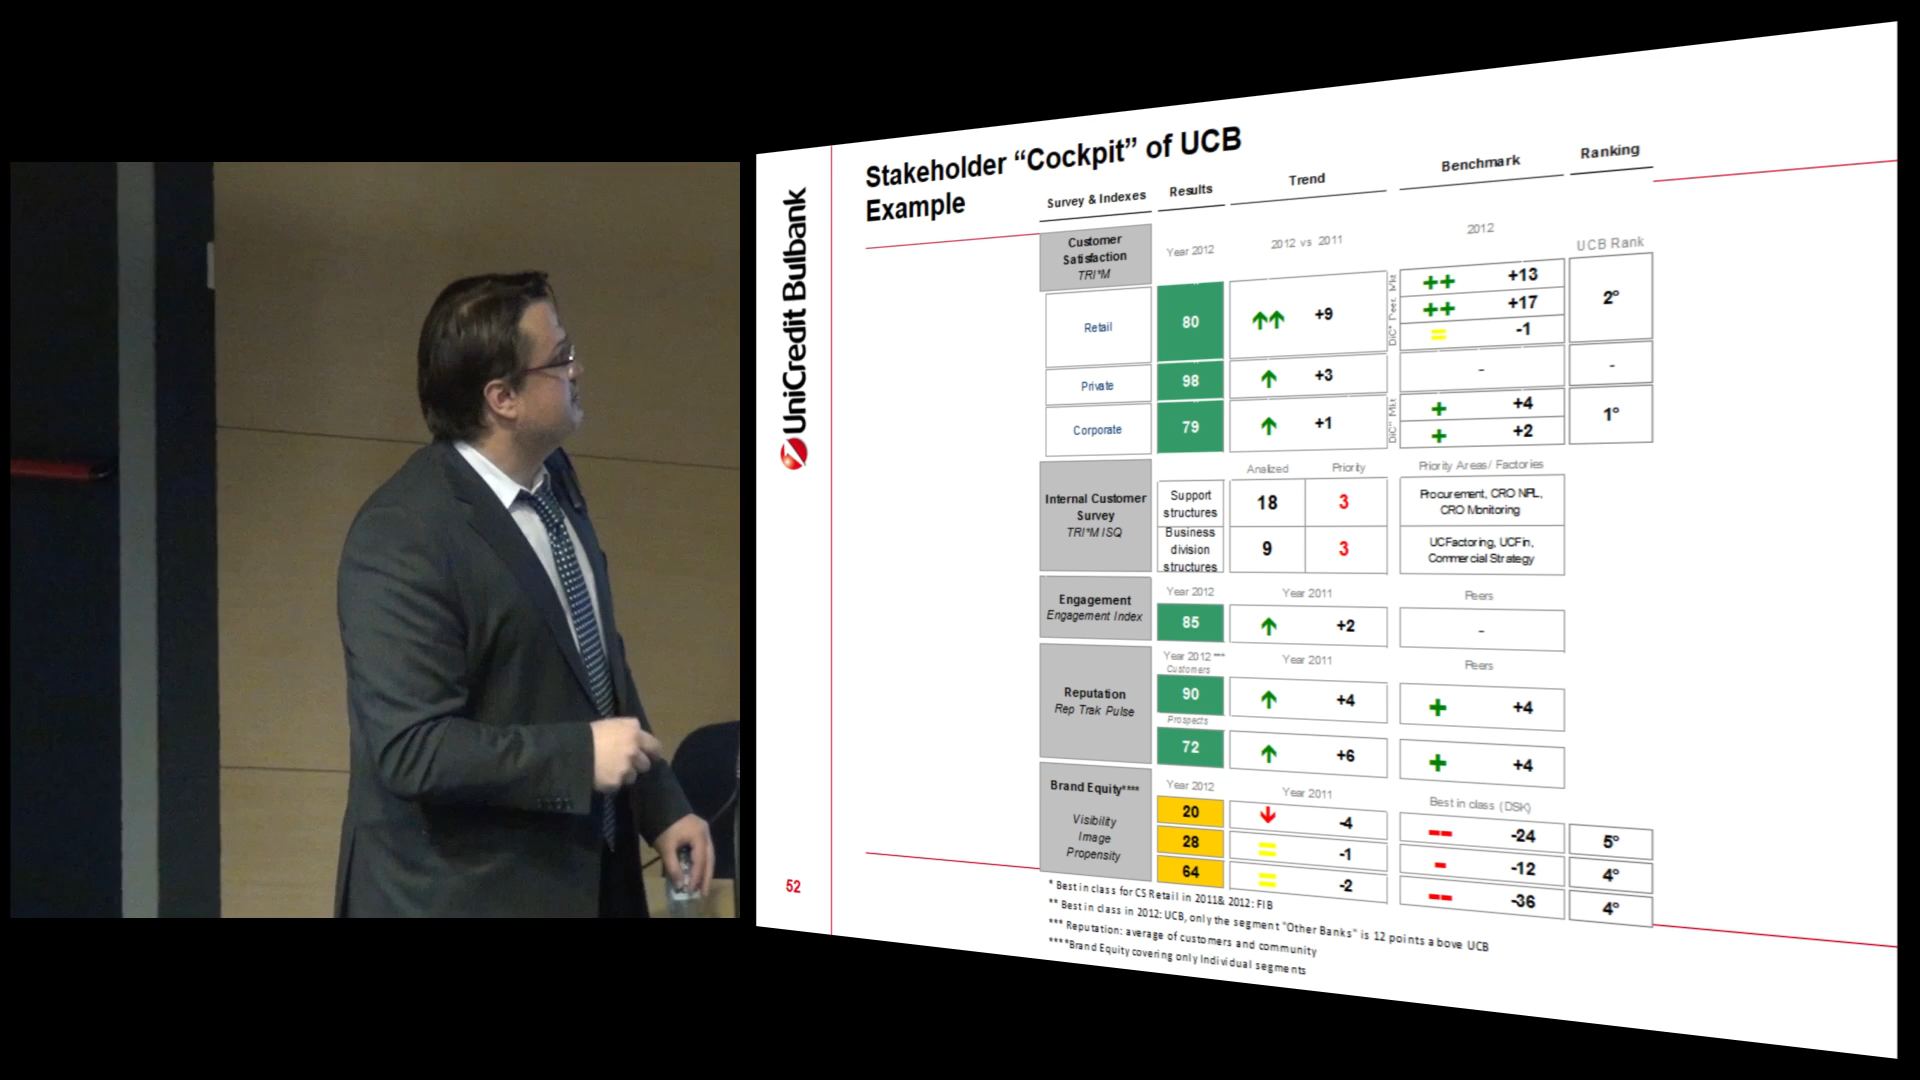 UniCredit Bulbank
52
Stakeholder “Cockpit” of UCB
Example
Survey & Indexes
Results
Trend
Benchmark
Ranking
Customer
Satisfaction
TRI*M
Year 2012
2012 vs 2011
2012
UCB Rank
Retail
80
+9
Mkt
Peer
DiC*
++ +13
++ +17
= -1
2°
Private
98
+3
-
-
Corporate
79
+1
Mkt
DiC**
+ +4
+ +2
1°
Internal Customer
Survey
TRI*M ISQ
Analized
Priority
Priority Areas/ Factories
Support
structures
18
3
Procurement, CRO NPL,
CRO Monitoring
Business
division
structures
9
3
UCFactoring, UCFin,
Commercial Strategy
Engagement
Engagement Index
Year 2012
Year 2011
Peers
85
+2
-
Reputation
Rep Trak Pulse
Year 2012 ***
Customers
Year 2011
Peers
90
+4
+ +4
Prospects
72
+6
+ +4
Brand Equity****
Visibility
Image
Propensity
Year 2012
Year 2011
Best in class (DSK)
20
-4
-- -24
5°
28
= -1
- -12
4°
64
= -2
-- -36
4°
* Best in class for CS Retail in 2011& 2012: FIB
** Best in class in 2012: UCB, only the segment "Other Banks" is 12 points above UCB
*** Reputation: average of customers and community
****Brand Equity covering only Individual segments